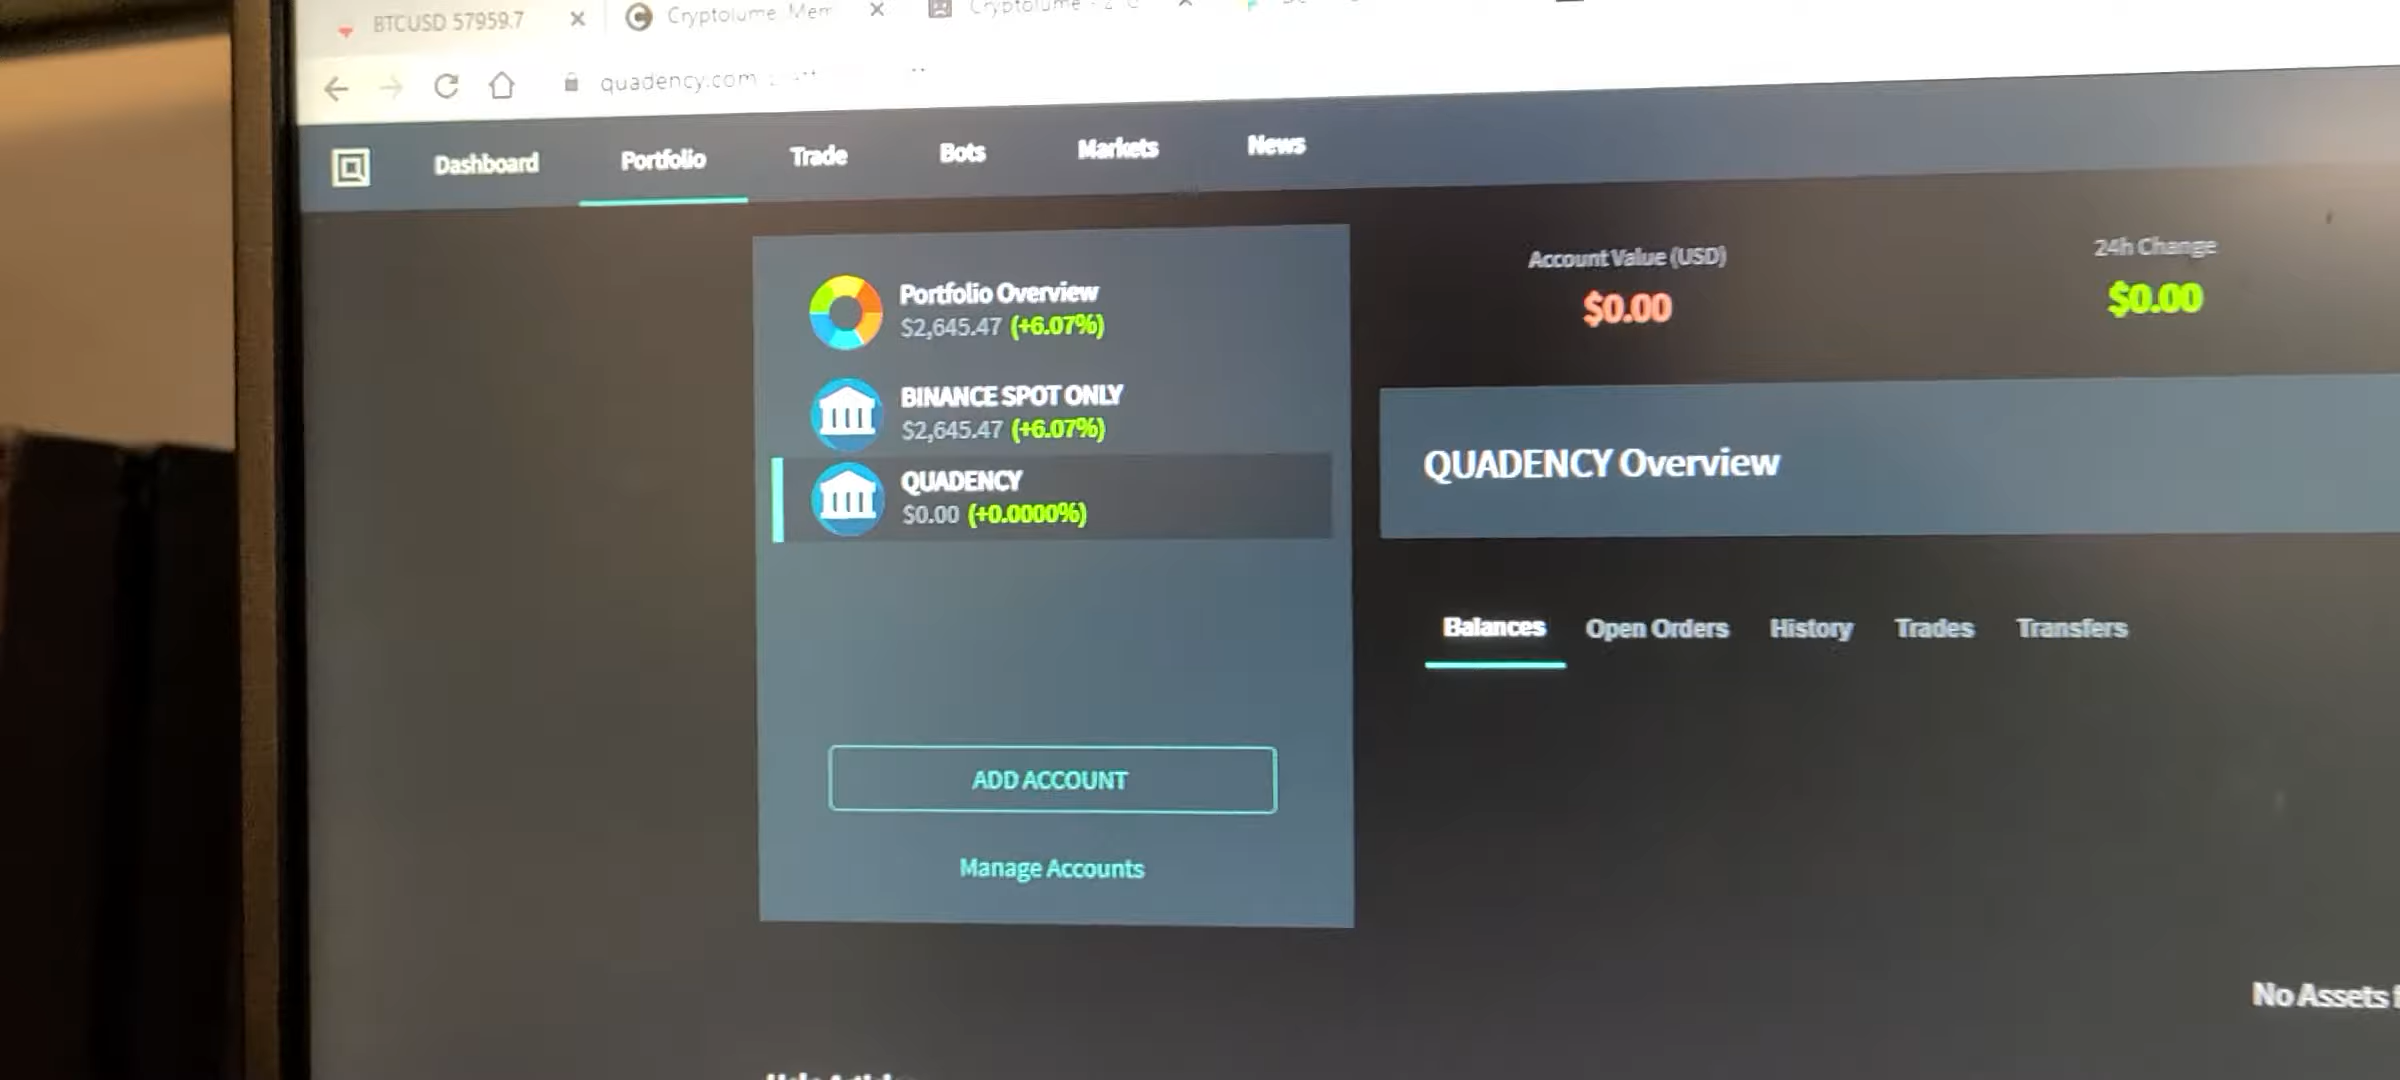 BTCUSD 57959.7
Cryptolume
Cryptolume
quadency.com
Dashboard
Portfolio
Trade
Bots
Markets
News
Portfolio Overview
$2,645.47 (+6.07%)
BINANCE SPOT ONLY
$2,645.47 (+6.07%)
QUADENCY
$0.00 (+0.0000%)
ADD ACCOUNT
Manage Accounts
Account Value (USD)
$0.00
24h Change
$0.00
QUADENCY Overview
Balances
Open Orders
History
Trades
Transfers
No Assets